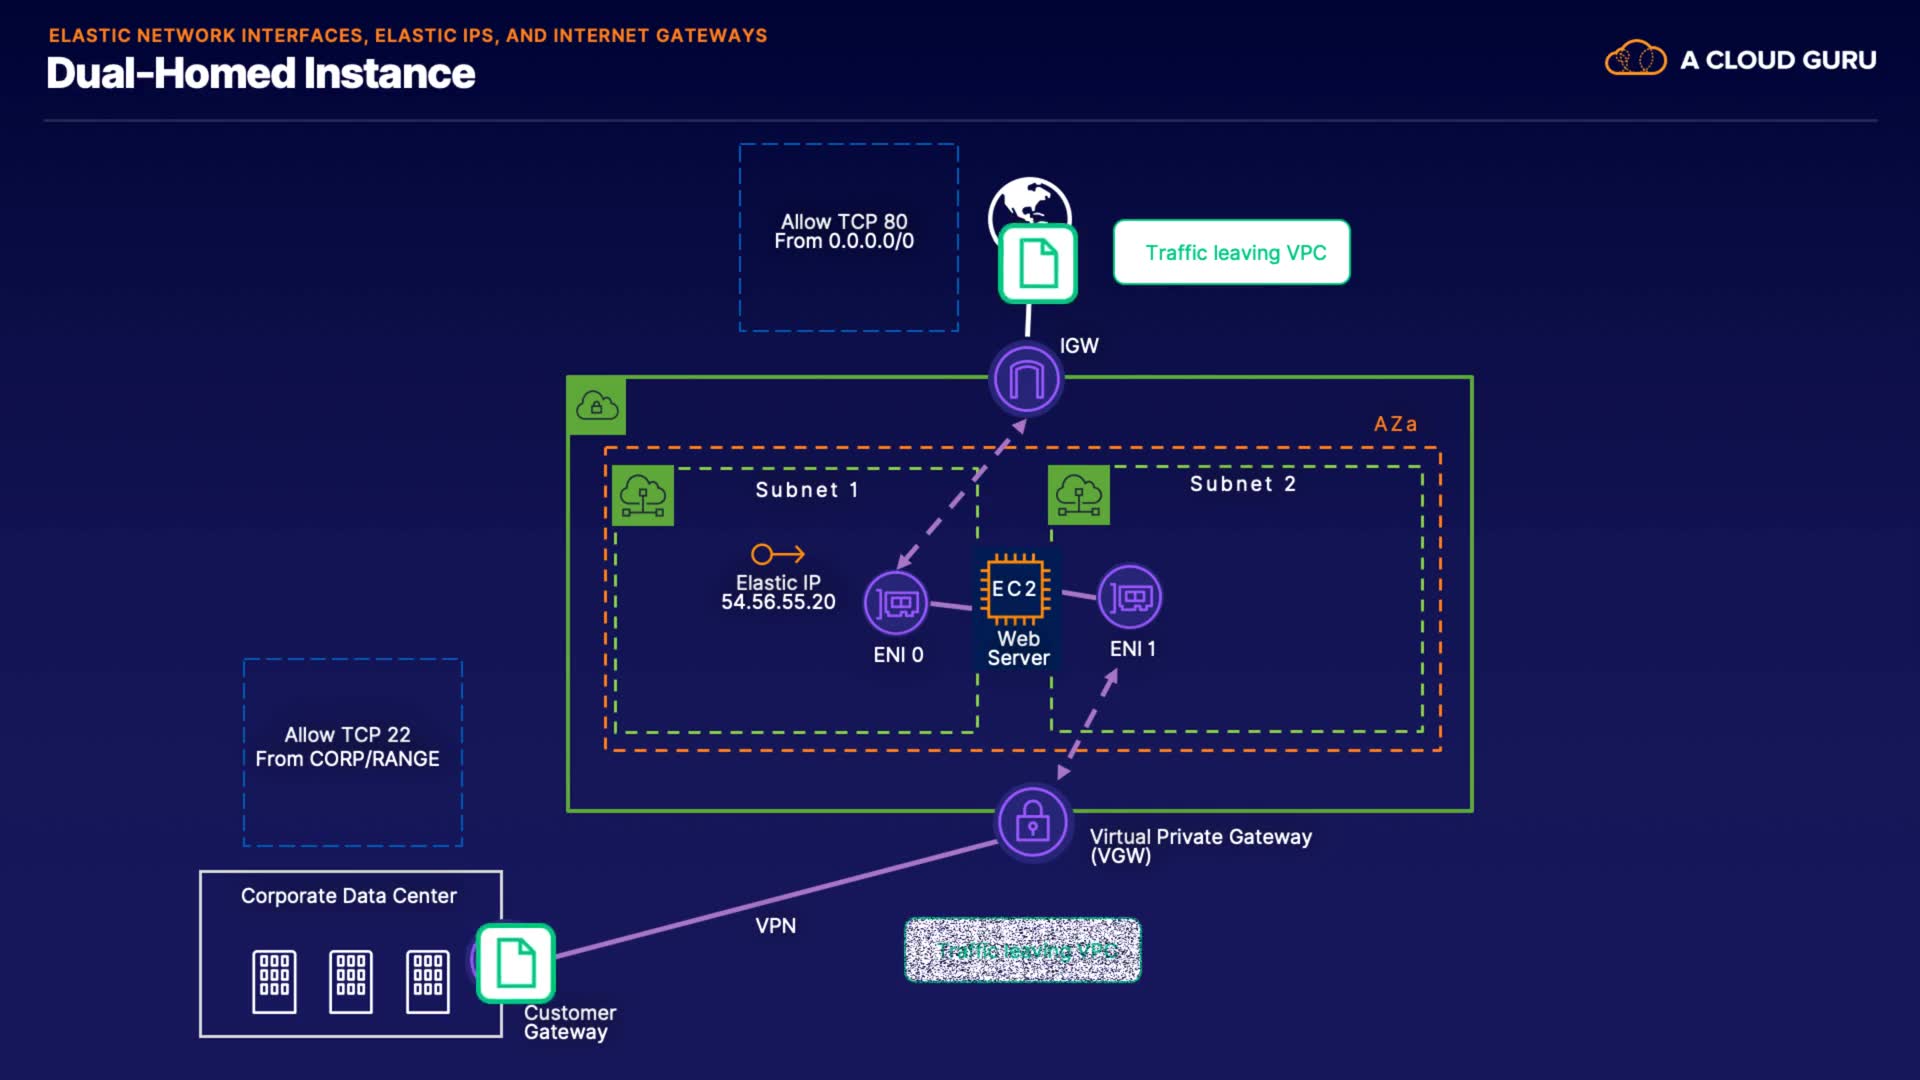 ELASTIC NETWORK INTERFACES, ELASTIC IPS, AND INTERNET GATEWAYS
Dual-Homed Instance
A CLOUD GURU
Allow TCP 80
From 0.0.0.0/0
Traffic leaving VPC
IGW
AZa
Subnet 1
Subnet 2
Elastic IP
54.56.55.20
ENI 0
EC2
Web
Server
ENI 1
Allow TCP 22
From CORP/RANGE
Virtual Private Gateway
(VGW)
Corporate Data Center
VPN
Traffic leaving VPC
Customer
Gateway